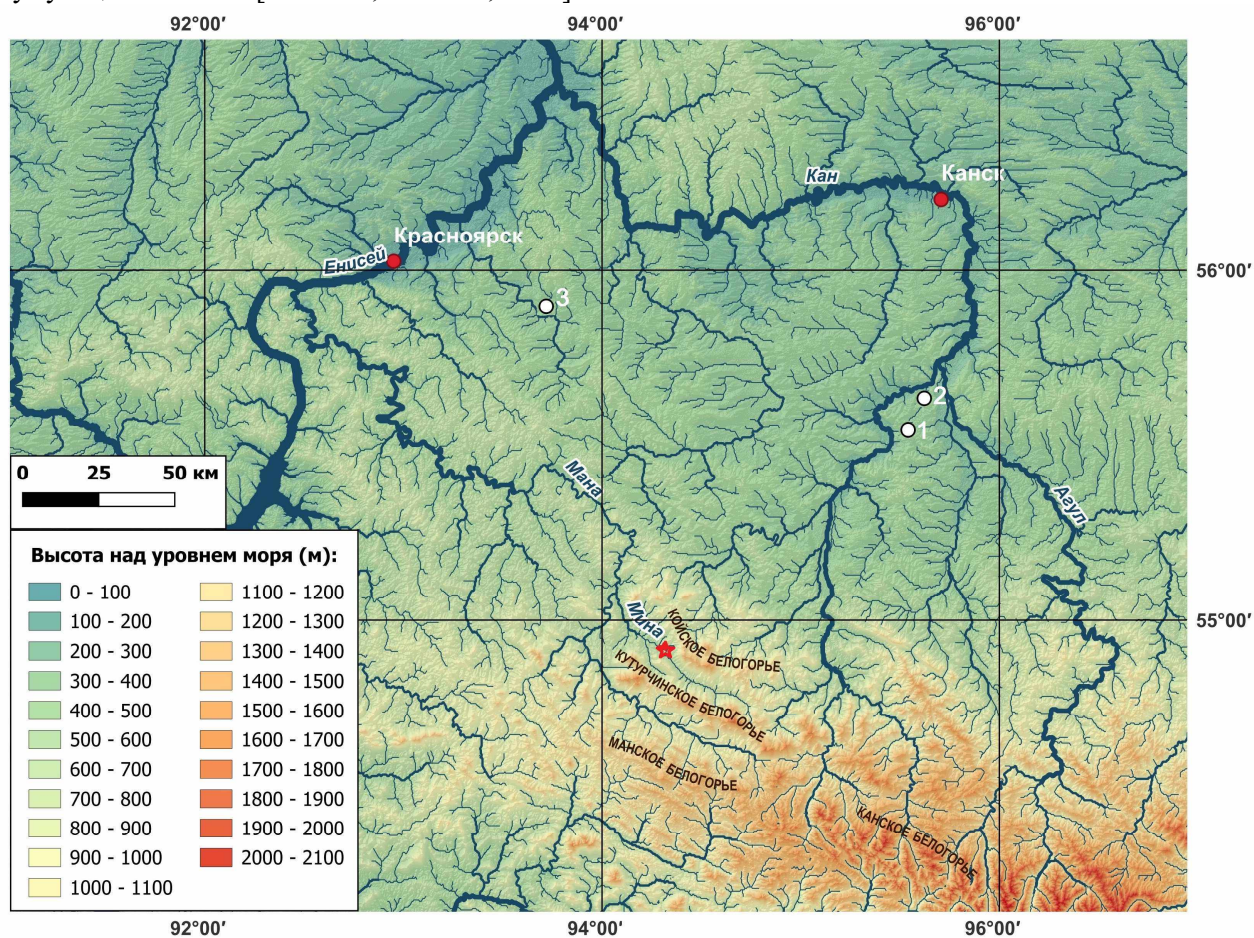 92°00′ 94°00′ 96°00′
Кан
Канск
Красноярск
Енисей
56°00′
3
2
1
0 25 50 км
Мана
Агул
Высота над уровнем моря (м):
0 - 100 1100 - 1200
100 - 200 1200 - 1300
200 - 300 1300 - 1400
300 - 400 1400 - 1500
400 - 500 1500 - 1600
500 - 600 1600 - 1700
600 - 700 1700 - 1800
700 - 800 1800 - 1900
800 - 900 1900 - 2000
900 - 1000 2000 - 2100
1000 - 1100
Мина
55°00′
КОЙСКОЕ БЕЛОГОРЬЕ
КУТУРЧИНСКОЕ БЕЛОГОРЬЕ
МАНСКОЕ БЕЛОГОРЬЕ
КАНСКОЕ БЕЛОГОРЬЕ
92°00′ 94°00′ 96°00′